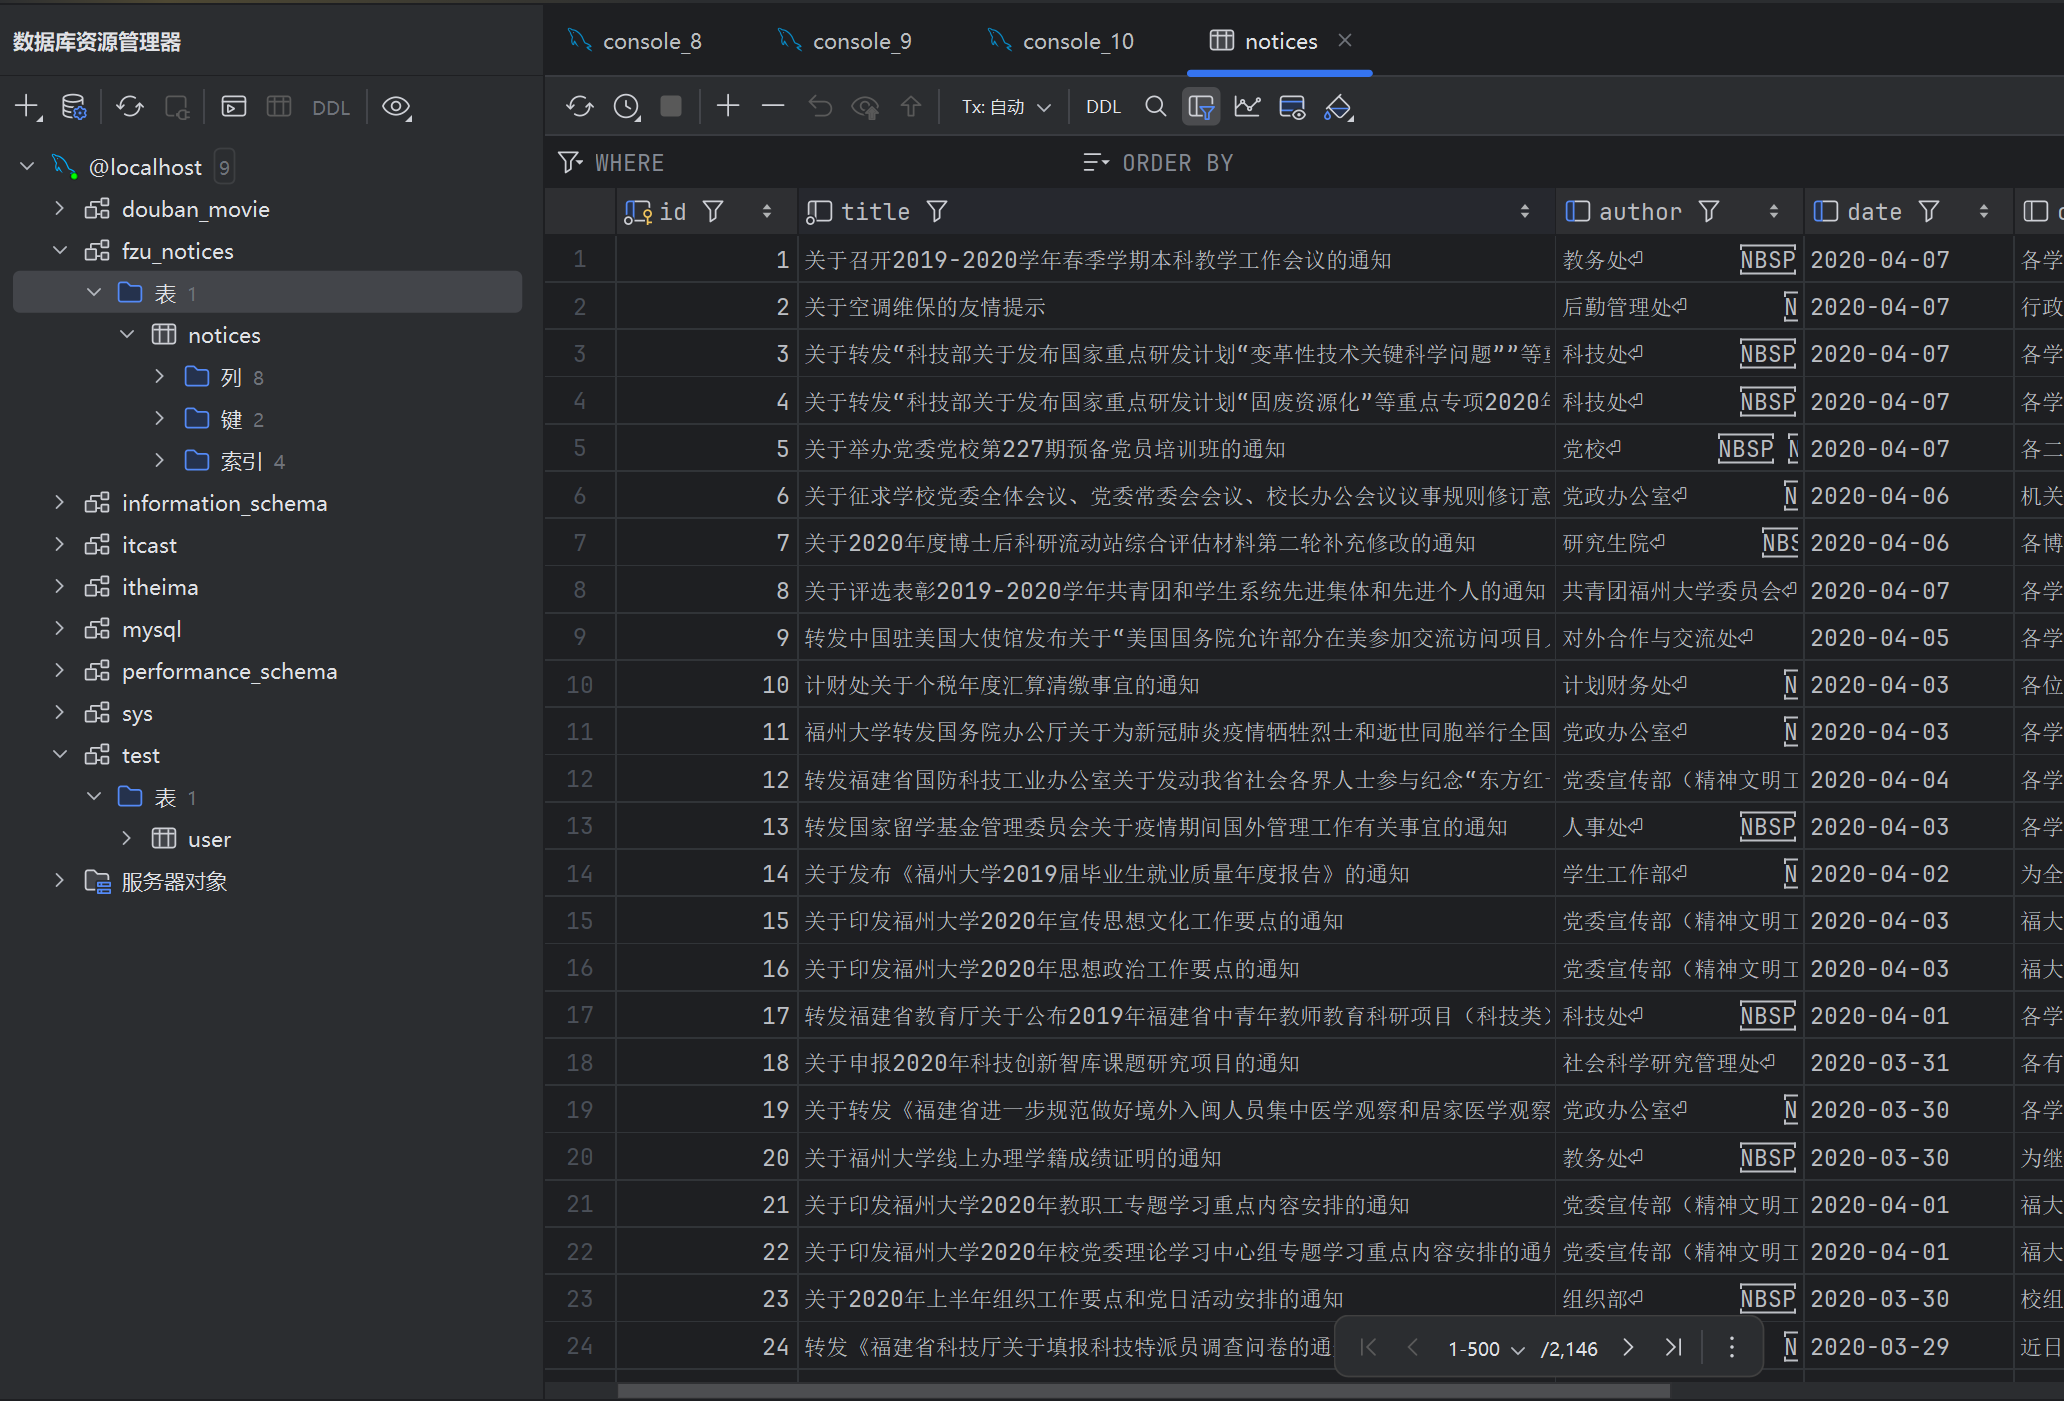 数据库资源管理器
console_8
console_9
console_10
notices
DDL
Tx: 自动
DDL
@localhost 9
douban_movie
fzu_notices
表 1
notices
列 8
键 2
索引 4
information_schema
itcast
itheima
mysql
performance_schema
sys
test
表 1
user
服务器对象
WHERE
ORDER BY
id title author date
1 1 关于召开2019-2020学年春季学期本科教学工作会议的通知 教务处 NBSP 2020-04-07 各学
2 2 关于空调维保的友情提示 后勤管理处 N 2020-04-07 行政
3 3 关于转发“科技部关于发布国家重点研发计划“变革性技术关键科学问题””等 科技处 NBSP 2020-04-07 各学
4 4 关于转发“科技部关于发布国家重点研发计划“固废资源化”等重点专项2020 科技处 NBSP 2020-04-07 各学
5 5 关于举办党委党校第227期预备党员培训班的通知 党校 NBSP N 2020-04-07 各二
6 6 关于征求学校党委全体会议、党委常委会会议、校长办公会议议事规则修订意 党政办公室 N 2020-04-06 机关
7 7 关于2020年度博士后科研流动站综合评估材料第二轮补充修改的通知 研究生院 NBS 2020-04-06 各博
8 8 关于评选表彰2019-2020学年共青团和学生系统先进集体和先进个人的通知 共青团福州大学委员会 2020-04-07 各学
9 9 转发中国驻美国大使馆发布关于“美国国务院允许部分在美参加交流访问项目 对外合作与交流处 2020-04-05 各学
10 10 计财处关于个税年度汇算清缴事宜的通知 计划财务处 N 2020-04-03 各位
11 11 福州大学转发国务院办公厅关于为新冠肺炎疫情牺牲烈士和逝世同胞举行全国 党政办公室 N 2020-04-03 各学
12 12 转发福建省国防科技工业办公室关于发动我省社会各界人士参与纪念“东方红 党委宣传部（精神文明工 2020-04-04 各学
13 13 转发国家留学基金管理委员会关于疫情期间国外管理工作有关事宜的通知 人事处 NBSP 2020-04-03 各学
14 14 关于发布《福州大学2019届毕业生就业质量年度报告》的通知 学生工作部 N 2020-04-02 为全
15 15 关于印发福州大学2020年宣传思想文化工作要点的通知 党委宣传部（精神文明工 2020-04-03 福大
16 16 关于印发福州大学2020年思想政治工作要点的通知 党委宣传部（精神文明工 2020-04-03 福大
17 17 转发福建省教育厅关于公布2019年福建省中青年教师教育科研项目（科技类） 科技处 NBSP 2020-04-01 各学
18 18 关于申报2020年科技创新智库课题研究项目的通知 社会科学研究管理处 2020-03-31 各有
19 19 关于转发《福建省进一步规范做好境外入闽人员集中医学观察和居家医学观察 党政办公室 N 2020-03-30 各学
20 20 关于福州大学线上办理学籍成绩证明的通知 教务处 NBSP 2020-03-30 为继
21 21 关于印发福州大学2020年教职工专题学习重点内容安排的通知 党委宣传部（精神文明工 2020-04-01 福大
22 22 关于印发福州大学2020年校党委理论学习中心组专题学习重点内容安排的通 党委宣传部（精神文明工 2020-04-01 福大
23 23 关于2020年上半年组织工作要点和党日活动安排的通知 组织部 NBSP 2020-03-30 校组
24 24 转发《福建省科技厅关于填报科技特派员调查问卷的通 N 2020-03-29 近日
1-500 /2,146